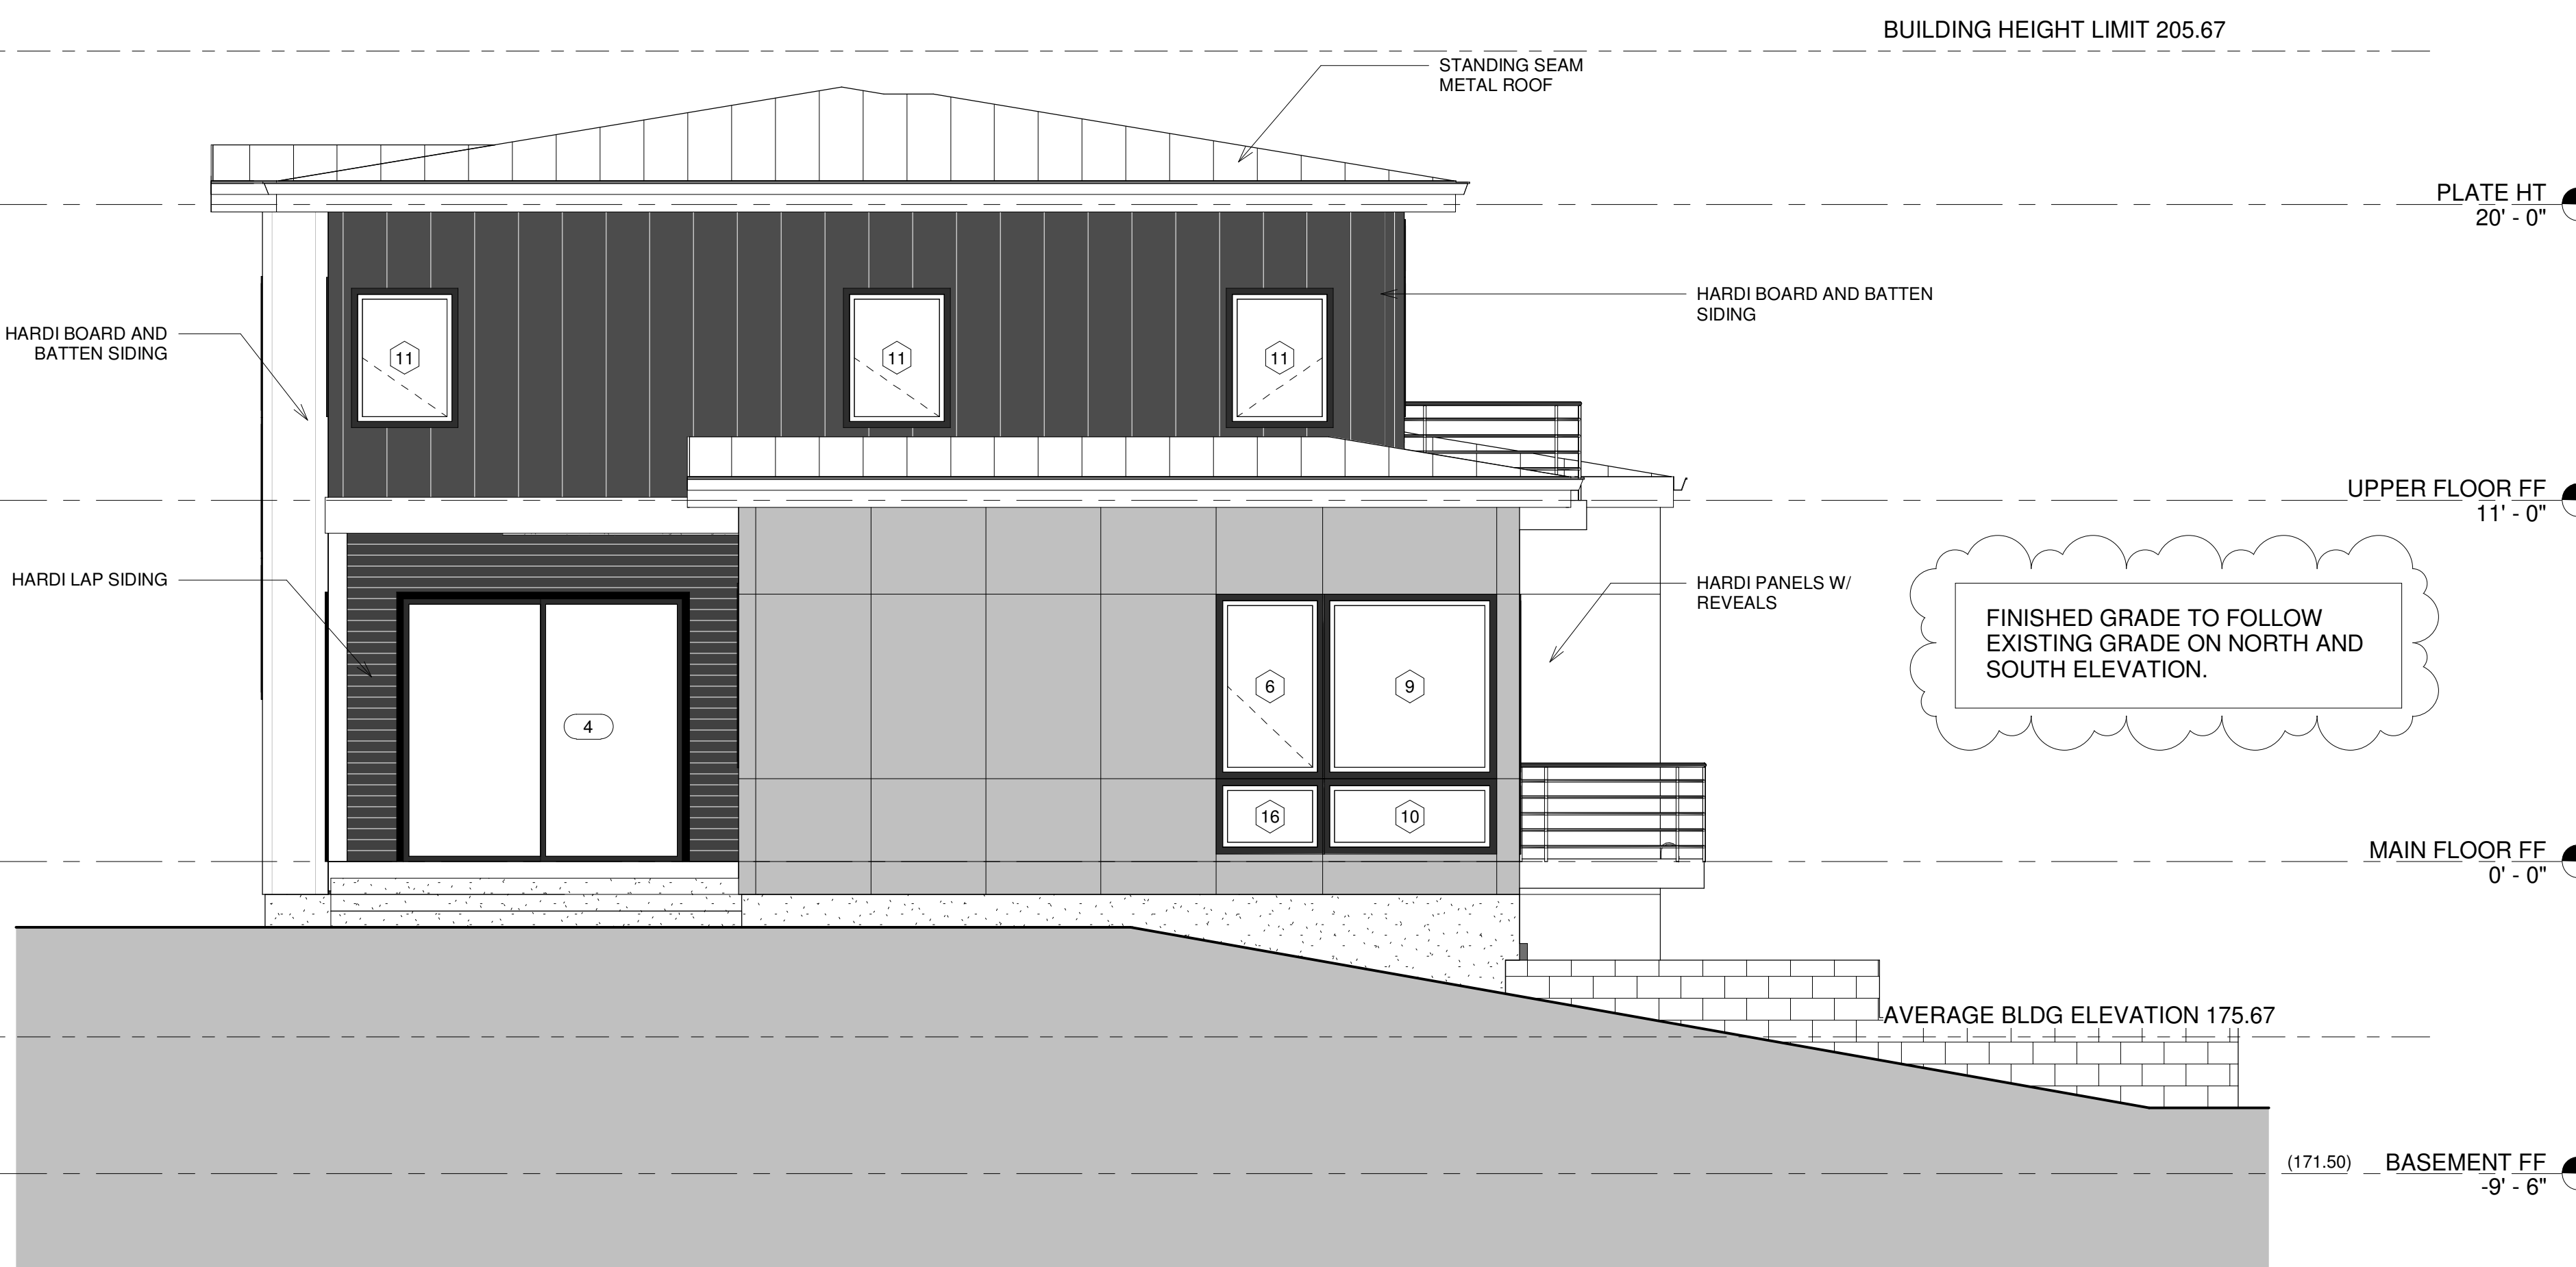 BUILDING HEIGHT LIMIT 205.67
STANDING SEAM
METAL ROOF
PLATE HT
20' - 0"
HARDI BOARD AND BATTEN
SIDING
HARDI BOARD AND
BATTEN SIDING
11
11
11
UPPER FLOOR FF
11' - 0"
HARDI LAP SIDING
HARDI PANELS W/
REVEALS
FINISHED GRADE TO FOLLOW
EXISTING GRADE ON NORTH AND
SOUTH ELEVATION.
6
9
4
16
10
MAIN FLOOR FF
0' - 0"
AVERAGE BLDG ELEVATION 175.67
(171.50)
BASEMENT FF
-9' - 6"